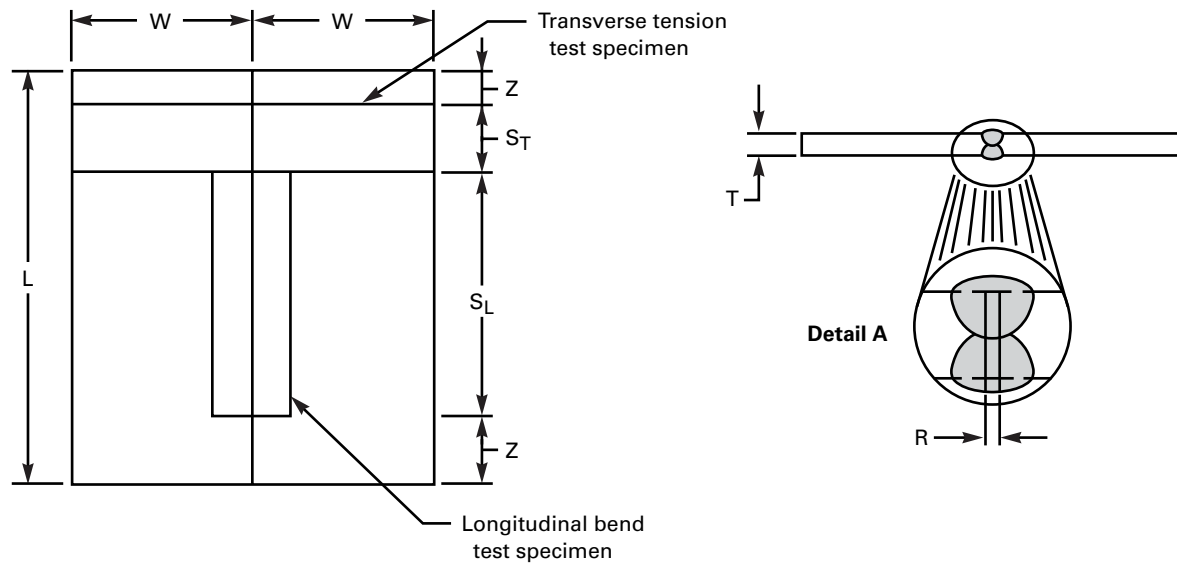 W
W
Transverse tension
test specimen
Z
S_T
T
L
S_L
Detail A
R
Z
Longitudinal bend
test specimen